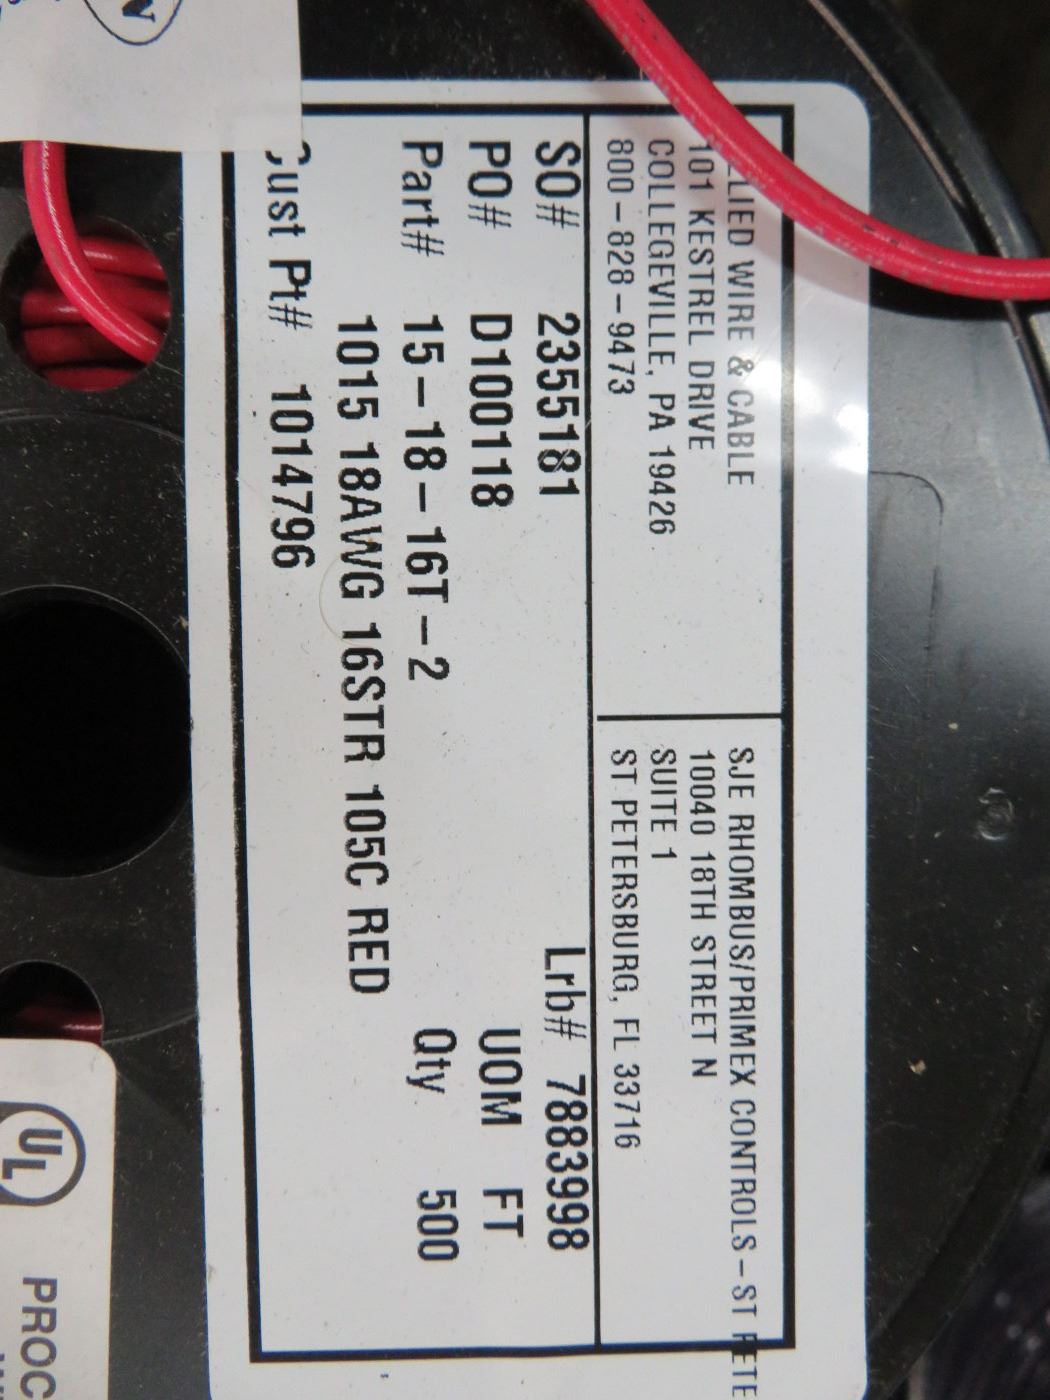 LLIED WIRE & CABLE
101 KESTREL DRIVE
COLLEGEVILLE, PA 19426
800-828-9473
SJE RHOMBUS/PRIMEX CONTROLS - ST PETE
10040 18TH STREET N
SUITE 1
ST PETERSBURG, FL 33716
SO# 2355181 Lrb# 7883998
PO# D100118 UOM FT
Part# 15-18-16T-2 Qty 500
1015 18AWG 16STR 105C RED
Cust Pt# 1014796
UL
PROC